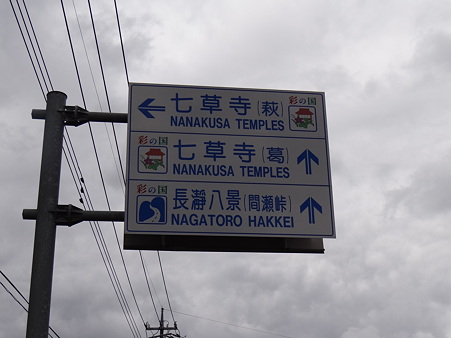 七草寺(萩) 彩の国
NANAKUSA TEMPLES
彩の国 七草寺(葛)
NANAKUSA TEMPLES
彩の国 長瀞八景(間瀬峠)
NAGATORO HAKKEI